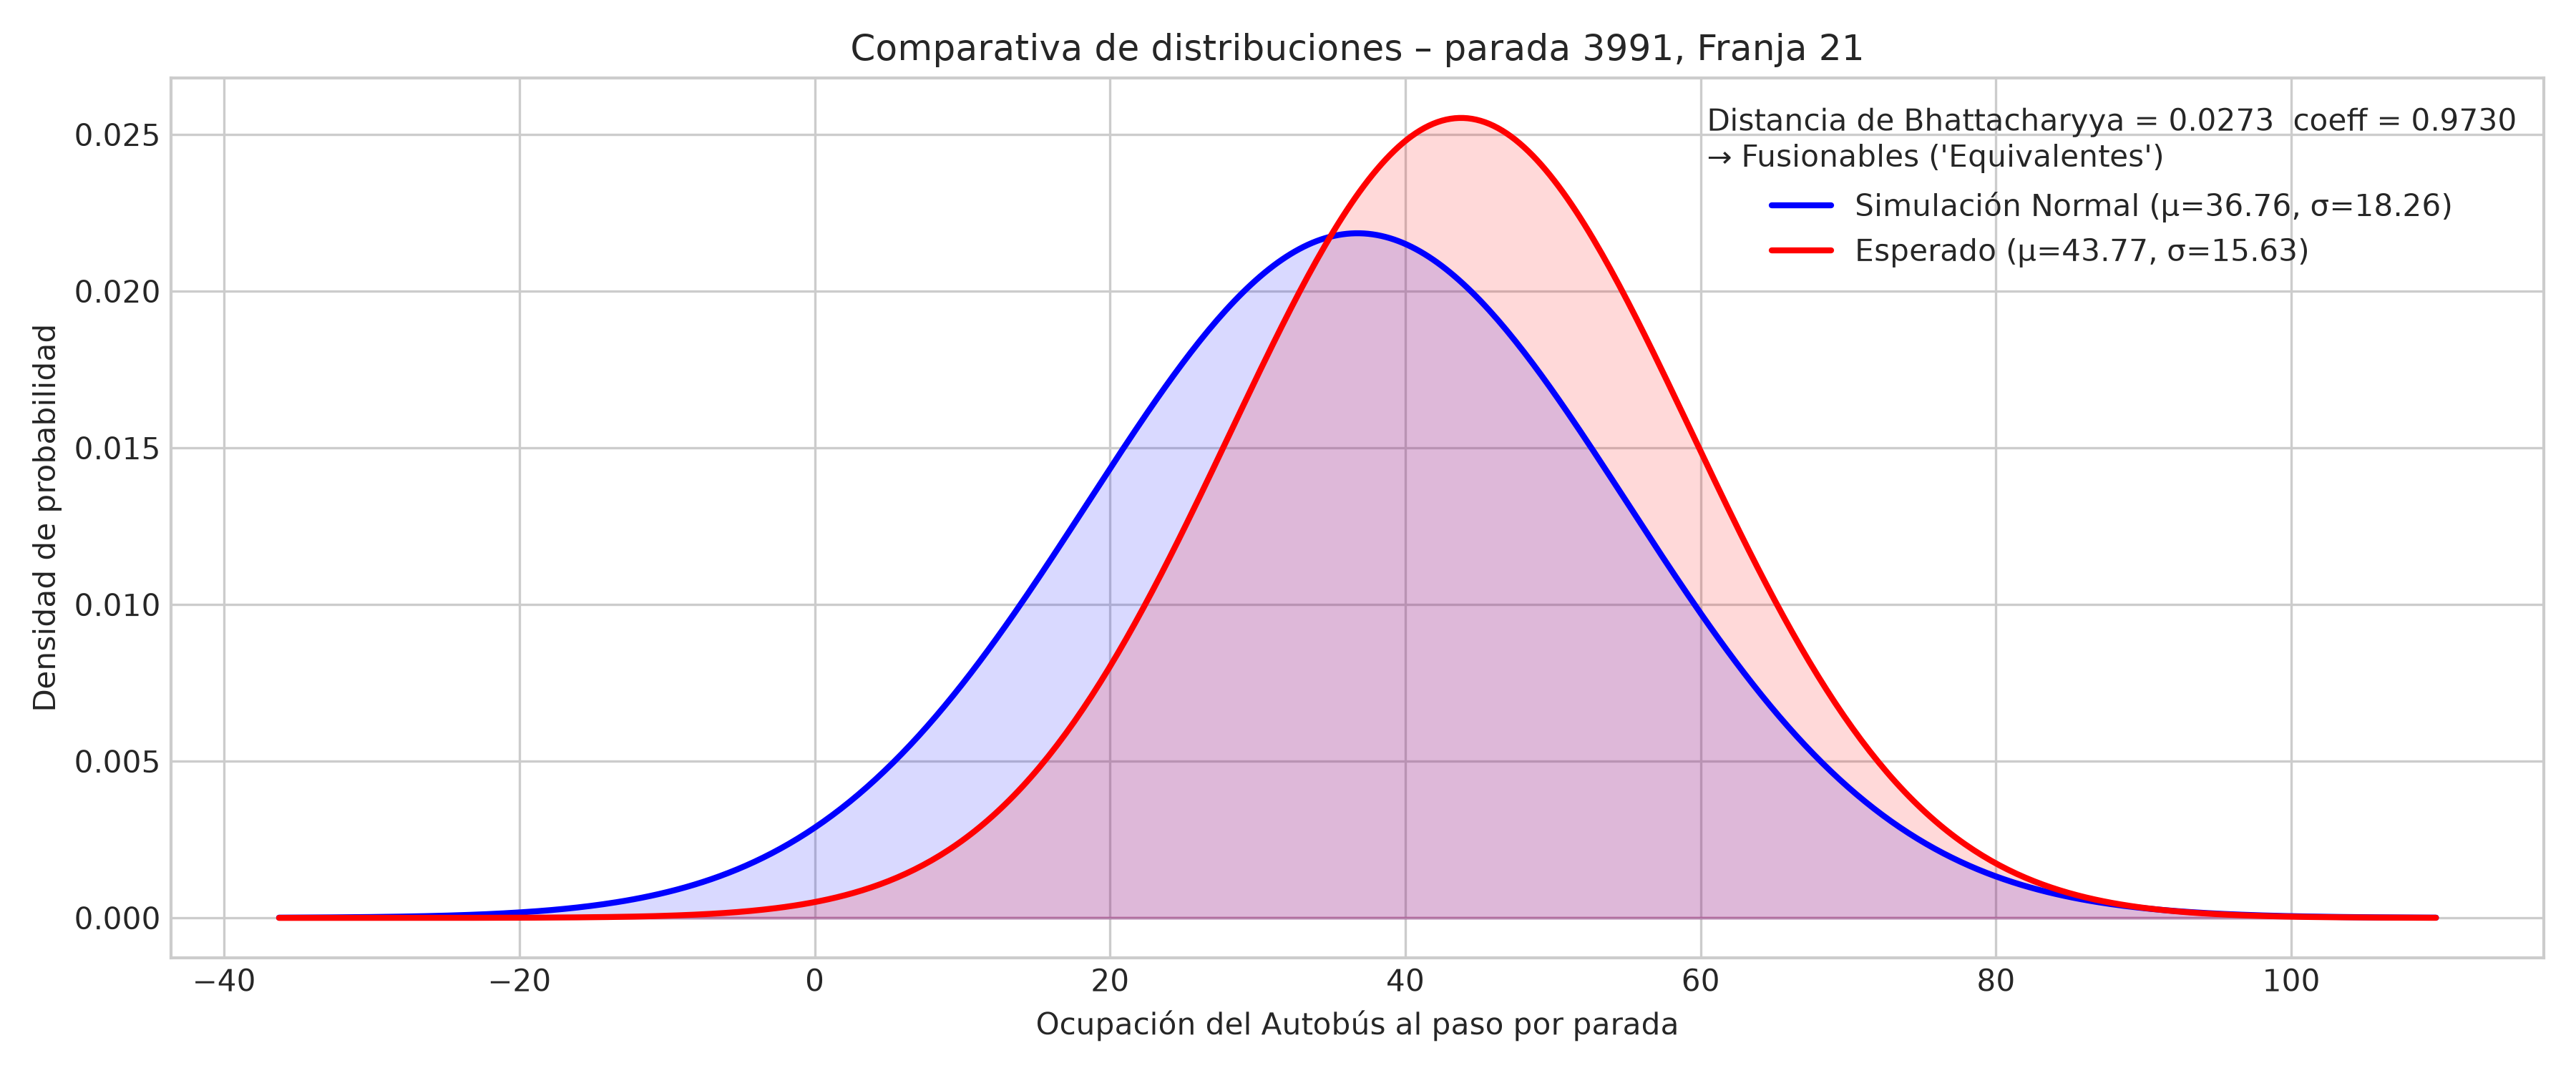 Comparativa de distribuciones – parada 3991, Franja 21
Distancia de Bhattacharyya = 0.0273  coeff = 0.9730
→ Fusionables ('Equivalentes')
Simulación Normal (μ=36.76, σ=18.26)
Esperado (μ=43.77, σ=15.63)
Densidad de probabilidad
0.025
0.020
0.015
0.010
0.005
0.000
−40 −20 0 20 40 60 80 100
Ocupación del Autobús al paso por parada